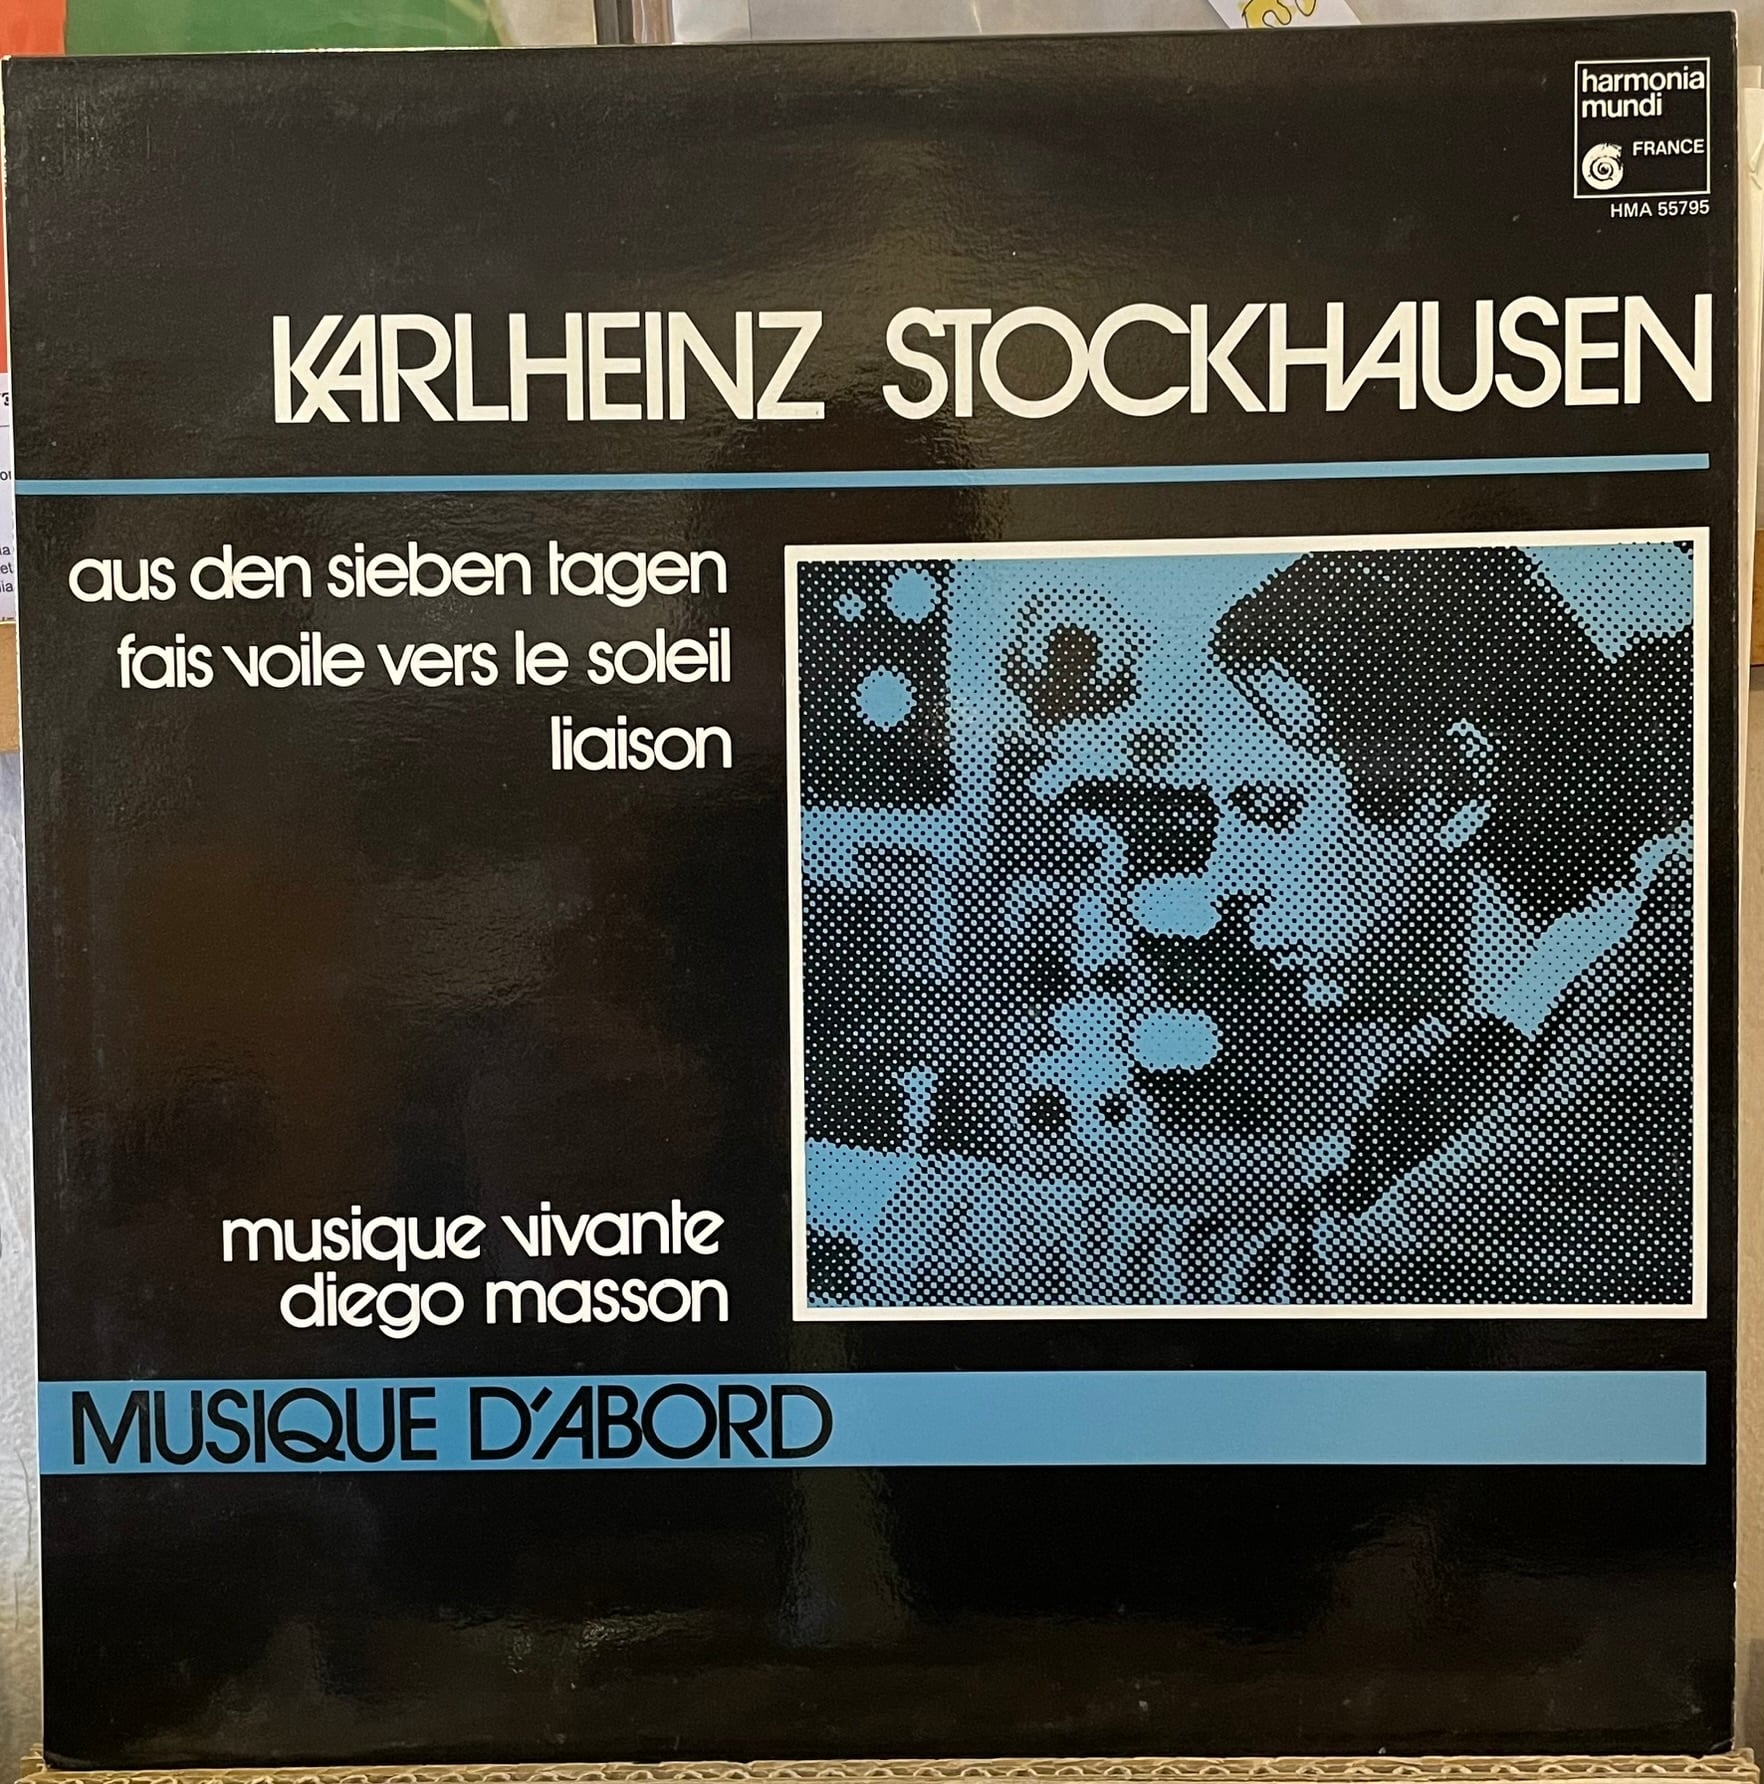 harmonia
mundi
FRANCE
HMA 55795
KARLHEINZ STOCKHAUSEN
aus den sieben tagen
fais voile vers le soleil
liaison
musique vivante
diego masson
MUSIQUE D'ABORD